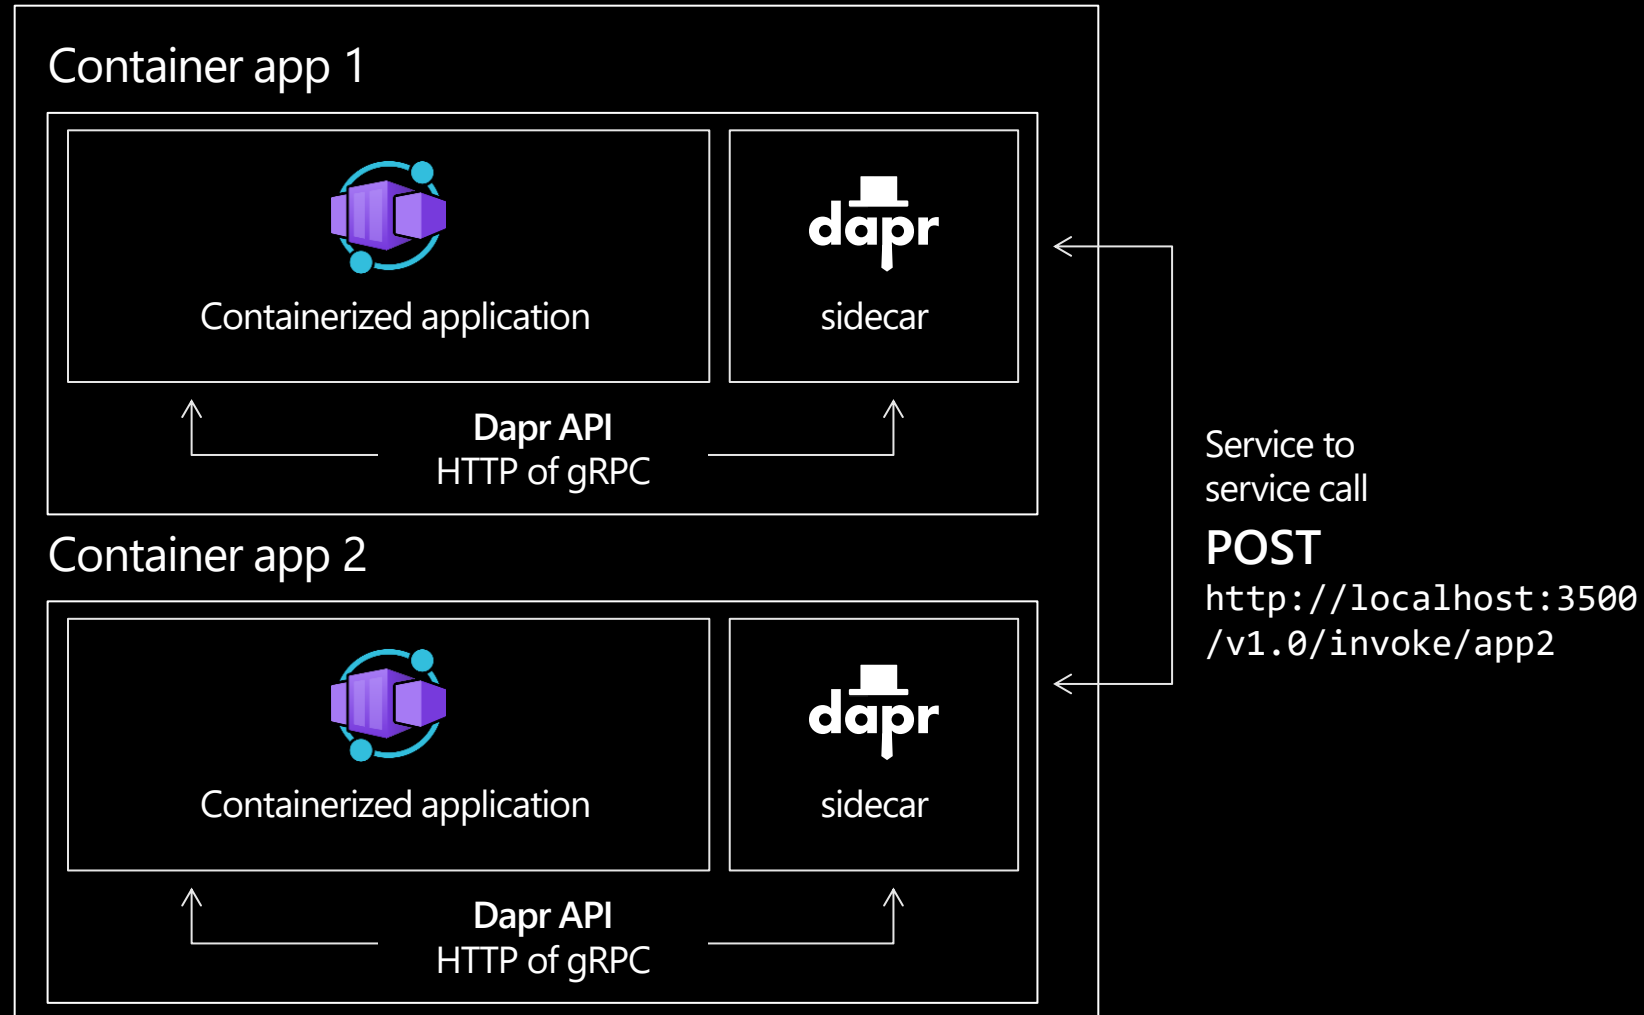 Container app 1
dapr
Containerized application
sidecar
Dapr API
HTTP of gRPC
Service to
service call
POST
http://localhost:3500
/v1.0/invoke/app2
Container app 2
dapr
Containerized application
sidecar
Dapr API
HTTP of gRPC